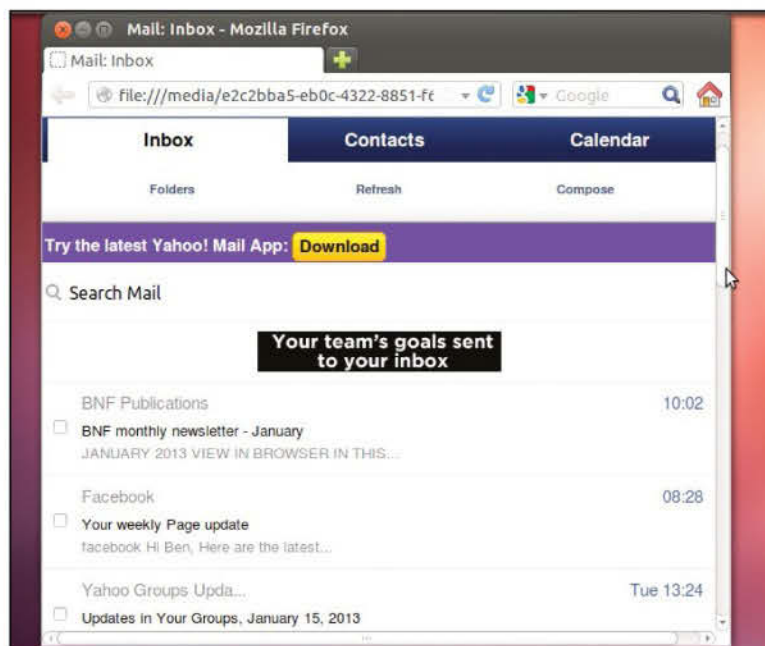 Mail: Inbox - Mozilla Firefox
Mail: Inbox
file:///media/e2c2bba5-eb0c-4322-8851-f6
Google
Inbox Contacts Calendar
Folders Refresh Compose
Try the latest Yahoo! Mail App: Download
Search Mail
Your team's goals sent
to your inbox
BNF Publications 10:02
BNF monthly newsletter - January
JANUARY 2013 VIEW IN BROWSER IN THIS...
Facebook 08:28
Your weekly Page update
facebook Hi Ben, Here are the latest...
Yahoo Groups Upda... Tue 13:24
Updates in Your Groups, January 15, 2013